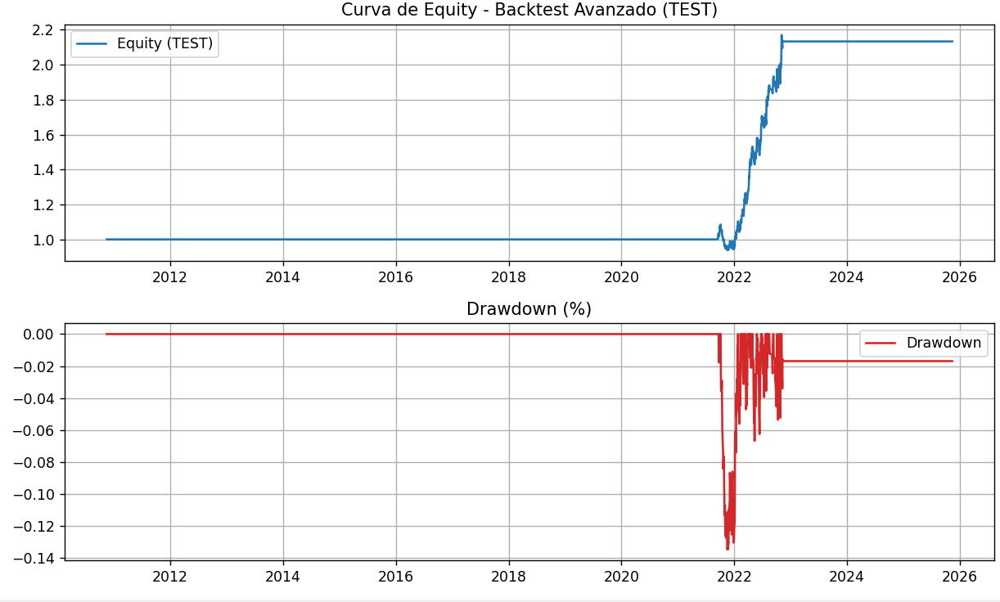 Curva de Equity - Backtest Avanzado (TEST)
Equity (TEST)
2.2
2.0
1.8
1.6
1.4
1.2
1.0
2012 2014 2016 2018 2020 2022 2024 2026
Drawdown (%)
Drawdown
0.00
−0.02
−0.04
−0.06
−0.08
−0.10
−0.12
−0.14
2012 2014 2016 2018 2020 2022 2024 2026